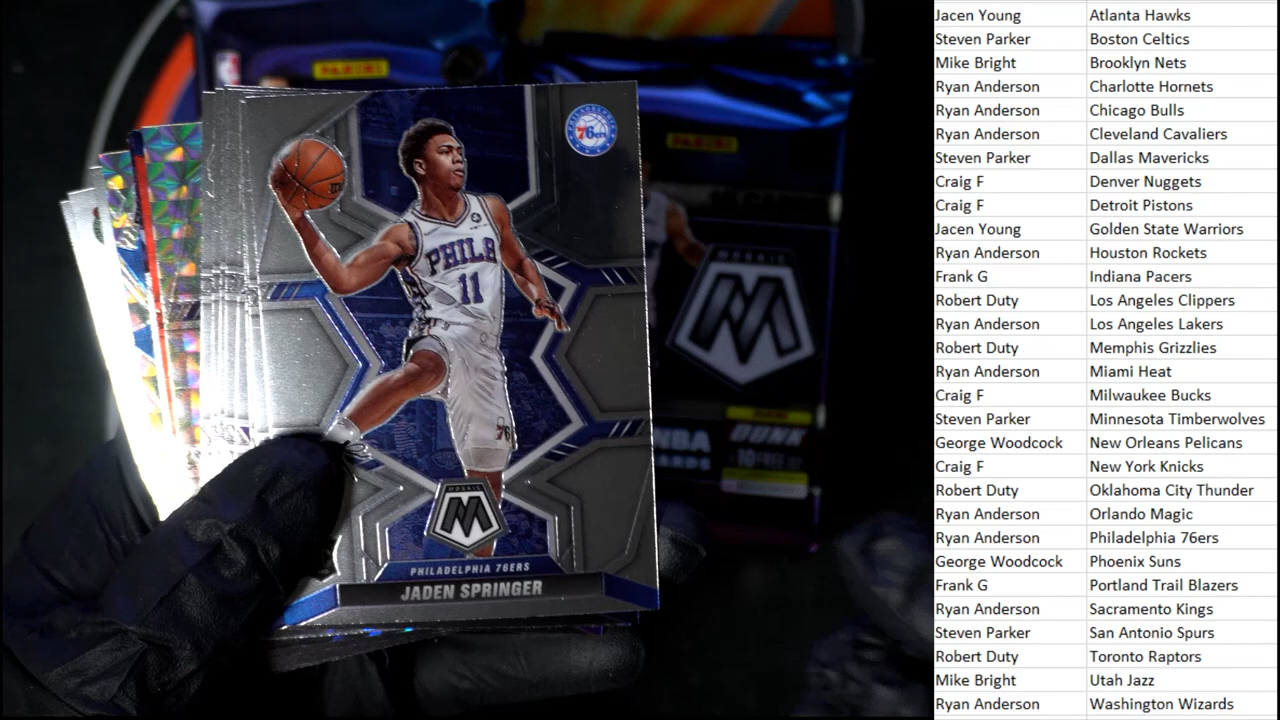 PANINI
PANINI
PHILADELPHIA
76ers
PHILA
11
76
MOSAIC
MOSAIC
PHILADELPHIA 76ERS
JADEN SPRINGER
Jacen Young Atlanta Hawks
Steven Parker Boston Celtics
Mike Bright Brooklyn Nets
Ryan Anderson Charlotte Hornets
Ryan Anderson Chicago Bulls
Ryan Anderson Cleveland Cavaliers
Steven Parker Dallas Mavericks
Craig F Denver Nuggets
Craig F Detroit Pistons
Jacen Young Golden State Warriors
Ryan Anderson Houston Rockets
Frank G Indiana Pacers
Robert Duty Los Angeles Clippers
Ryan Anderson Los Angeles Lakers
Robert Duty Memphis Grizzlies
Ryan Anderson Miami Heat
Craig F Milwaukee Bucks
Steven Parker Minnesota Timberwolves
George Woodcock New Orleans Pelicans
Craig F New York Knicks
Robert Duty Oklahoma City Thunder
Ryan Anderson Orlando Magic
Ryan Anderson Philadelphia 76ers
George Woodcock Phoenix Suns
Frank G Portland Trail Blazers
Ryan Anderson Sacramento Kings
Steven Parker San Antonio Spurs
Robert Duty Toronto Raptors
Mike Bright Utah Jazz
Ryan Anderson Washington Wizards